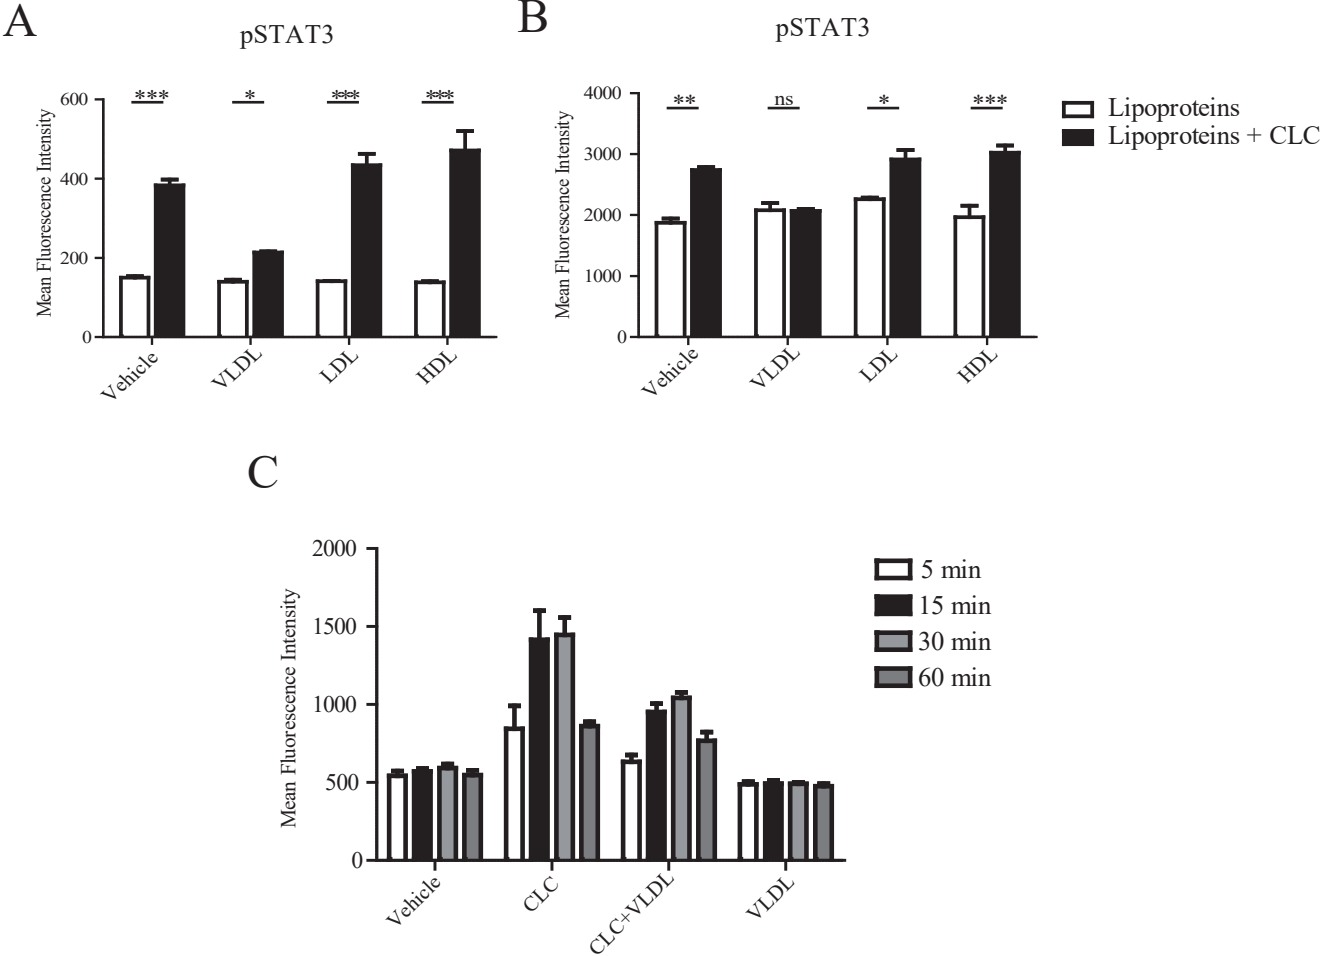 A
pSTAT3
Mean Fluorescence Intensity
600
400
200
0
***
*
***
***
Vehicle
VLDL
LDL
HDL
B
pSTAT3
Mean Fluorescence Intensity
4000
3000
2000
1000
0
**
ns
*
***
Vehicle
VLDL
LDL
HDL
Lipoproteins
Lipoproteins + CLC
C
Mean Fluorescence Intensity
2000
1500
1000
500
0
Vehicle
CLC
CLC+VLDL
VLDL
5 min
15 min
30 min
60 min